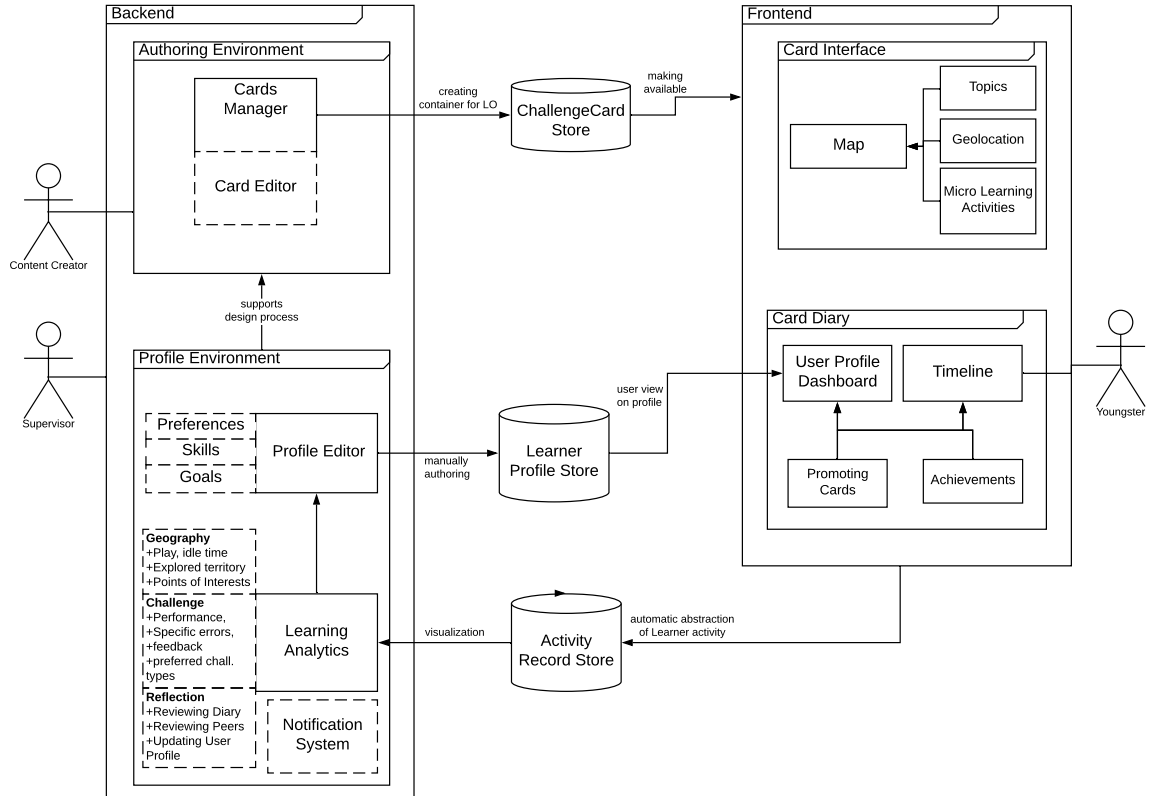 Backend
Authoring Environment
Cards
Manager
Card Editor
Content Creator
supports
design process
Supervisor
Profile Environment
Preferences
Skills
Goals
Profile Editor
Geography
+Play, idle time
+Explored territory
+Points of Interests
Challenge
+Performance,
+Specific errors,
+feedback
+preferred chall.
types
Reflection
+Reviewing Diary
+Reviewing Peers
+Updating User
Profile
Learning
Analytics
Notification
System
creating
container for LO
ChallengeCard
Store
making
available
manually
authoring
Learner
Profile Store
user view
on profile
visualization
Activity
Record Store
automatic abstraction
of Learner activity
Frontend
Card Interface
Map
Topics
Geolocation
Micro Learning
Activities
Card Diary
User Profile
Dashboard
Timeline
Promoting
Cards
Achievements
Youngster